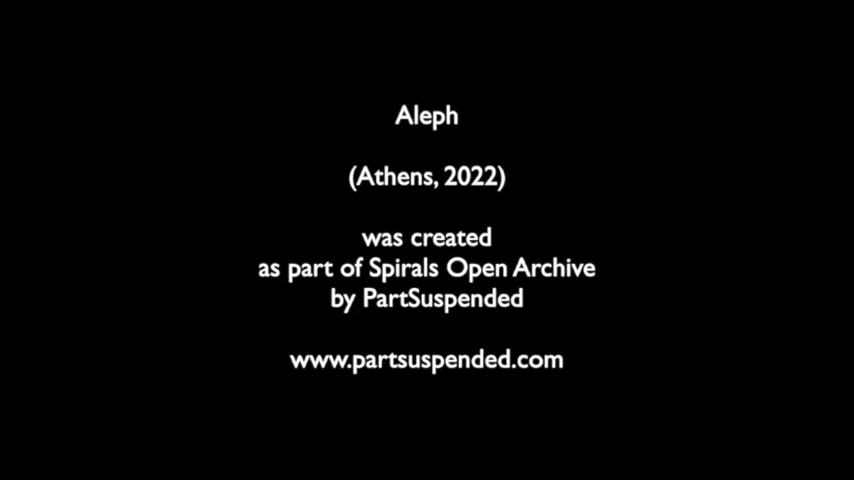 Aleph
(Athens, 2022)
was created
as part of Spirals Open Archive
by PartSuspended
www.partsuspended.com